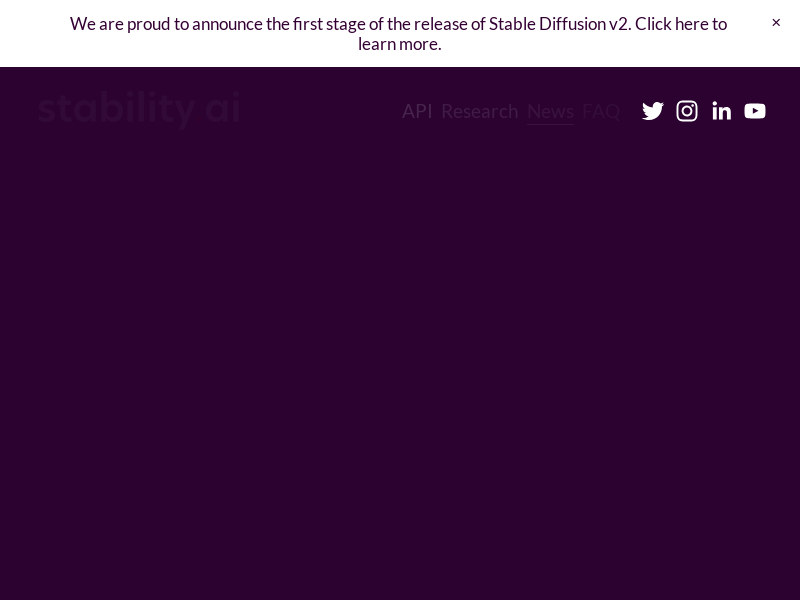 We are proud to announce the first stage of the release of Stable Diffusion v2. Click here to
learn more.
stability ai
API Research News FAQ